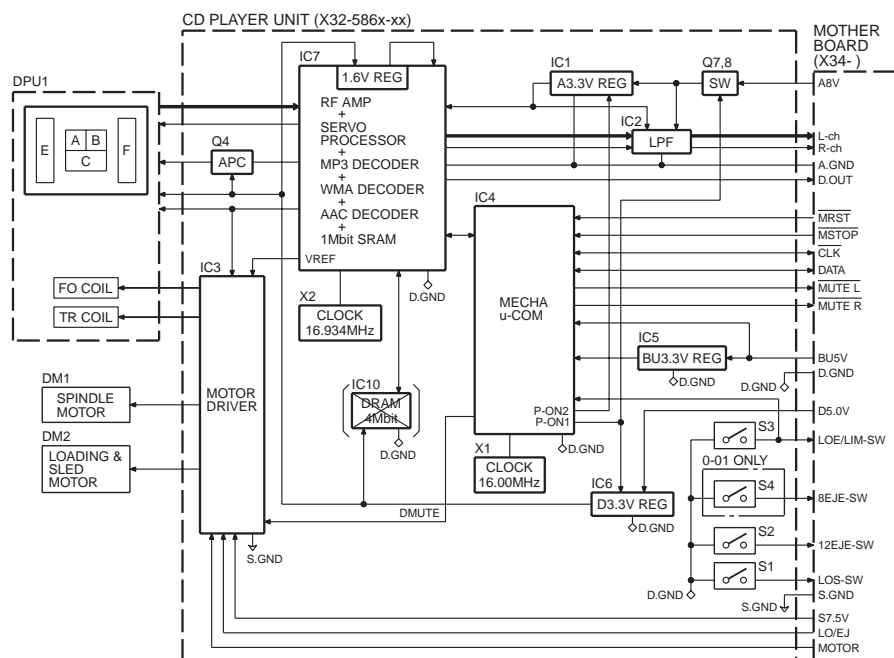 CD PLAYER UNIT (X32-586x-xx)
MOTHER
BOARD
(X34- )
DPU1
E
A
B
C
F
FO COIL
TR COIL
Q4
APC
IC7
1.6V REG
RF AMP
+
SERVO
PROCESSOR
+
MP3 DECODER
+
WMA DECODER
+
AAC DECODER
+
1Mbit SRAM
VREF
D.GND
X2
CLOCK
16.934MHz
IC10
DRAM
4Mbit
D.GND
IC3
MOTOR
DRIVER
S.GND
DM1
SPINDLE
MOTOR
DM2
LOADING &
SLED
MOTOR
DMUTE
IC1
A3.3V REG
Q7,8
SW
IC2
LPF
IC4
MECHA
u-COM
P-ON2
P-ON1
D.GND
X1
CLOCK
16.00MHz
IC5
BU3.3V REG
D.GND
IC6
D3.3V REG
D.GND
S3
0-01 ONLY
S4
S2
S1
D.GND
S.GND
D.GND
A8V
L-ch
R-ch
A.GND
D.OUT
MRST
MSTOP
CLK
DATA
MUTE L
MUTE R
BU5V
D.GND
D5.0V
LOE/LIM-SW
8EJE-SW
12EJE-SW
LOS-SW
S.GND
S7.5V
LO/EJ
MOTOR